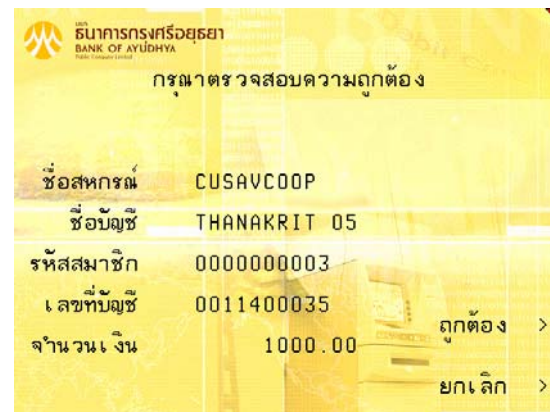 ธนาคารกรุงศรีอยุธยา
BANK OF AYUDHYA
Public Company Limited
กรุณาตรวจสอบความถูกต้อง
ชื่อสหกรณ์ CUSAVCOOP
ชื่อบัญชี THANAKRIT 05
รหัสสมาชิก 0000000003
เลขที่บัญชี 0011400035
ถูกต้อง >
จำนวนเงิน 1000.00
ยกเลิก >